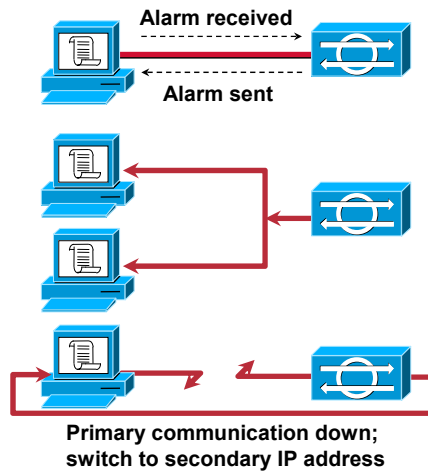 Alarm received
Alarm sent
Primary communication down;
switch to secondary IP address